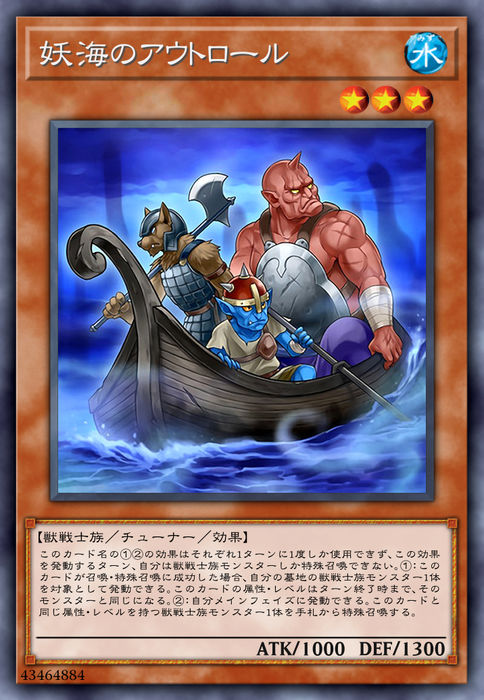 妖海のアウトロール
みず
水
【獣戦士族／チューナー／効果】
このカード名の①②の効果はそれぞれ1ターンに1度しか使用できず、この効果
を発動するターン、自分は獣戦士族モンスターしか特殊召喚できない。①：こ
のカードが召喚・特殊召喚に成功した場合、自分の墓地の獣戦士族モンスター1体
を対象として発動できる。このカードの属性・レベルはターン終了時まで、その
モンスターと同じになる。②：自分メインフェイズに発動できる。このカードと
同じ属性・レベルを持つ獣戦士族モンスター1体を手札から特殊召喚する。
ATK/1000 DEF/1300
43464884